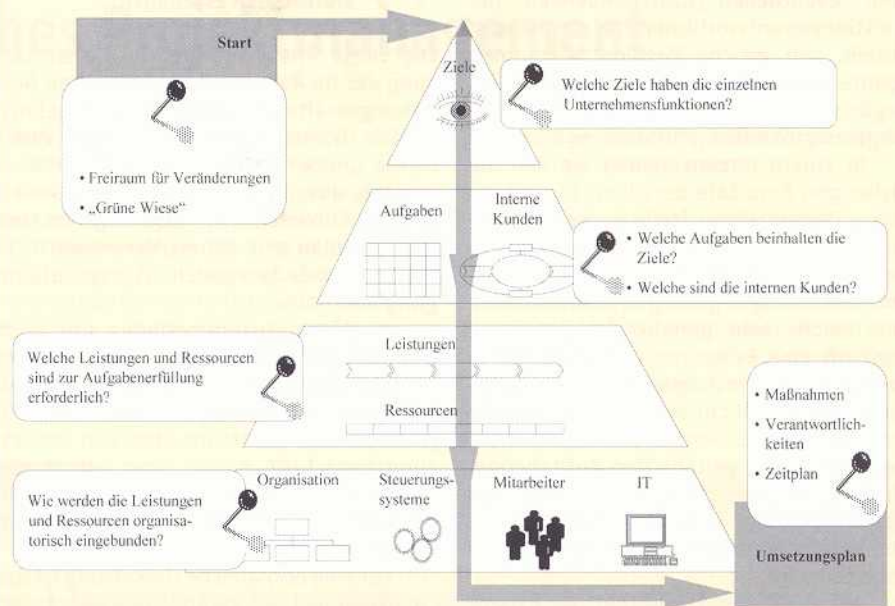 Start
• Freiraum für Veränderungen
• „Grüne Wiese“
Ziele
Welche Ziele haben die einzelnen
Unternehmensfunktionen?
Aufgaben
Interne
Kunden
• Welche Aufgaben beinhalten die
Ziele?
• Welche sind die internen Kunden?
Welche Leistungen und Ressourcen
sind zur Aufgabenerfüllung
erforderlich?
Leistungen
Ressourcen
• Maßnahmen
• Verantwortlich-
keiten
• Zeitplan
Wie werden die Leistungen
und Ressourcen organisa-
torisch eingebunden?
Organisation
Steuerungs-
systeme
Mitarbeiter
IT
Umsetzungsplan